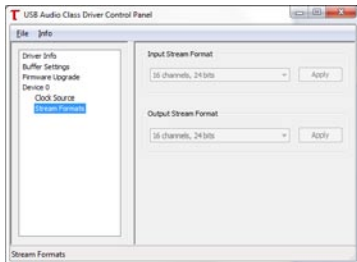 USB Audio Class Driver Control Panel
File Info
Driver Info
Buffer Settings
Firmware Upgrade
Device 0
Clock Source
Stream Formats
Input Stream Format
16 channels, 24 bits
Apply
Output Stream Format
16 channels, 24 bits
Apply
Stream Formats